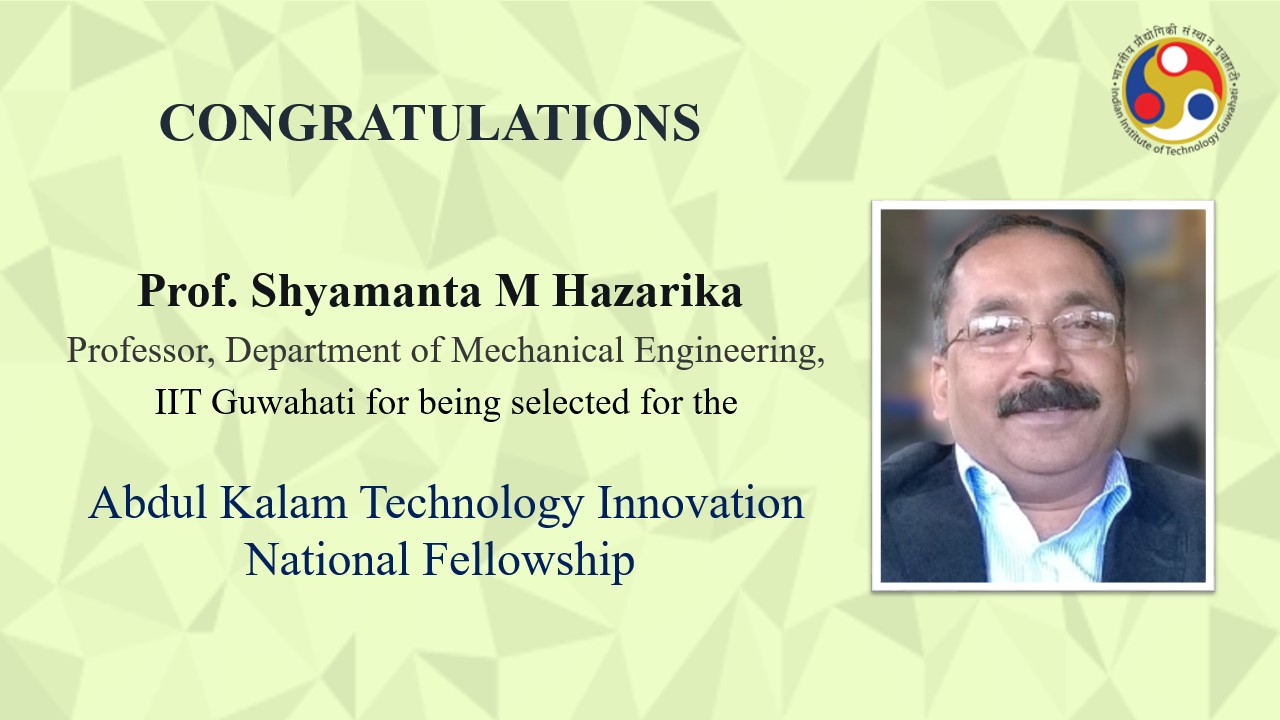 CONGRATULATIONS
भारतीय प्रौद्योगिकी संस्थान गुवाहाटी
Indian Institute of Technology Guwahati
Prof. Shyamanta M Hazarika
Professor, Department of Mechanical Engineering,
IIT Guwahati for being selected for the
Abdul Kalam Technology Innovation
National Fellowship